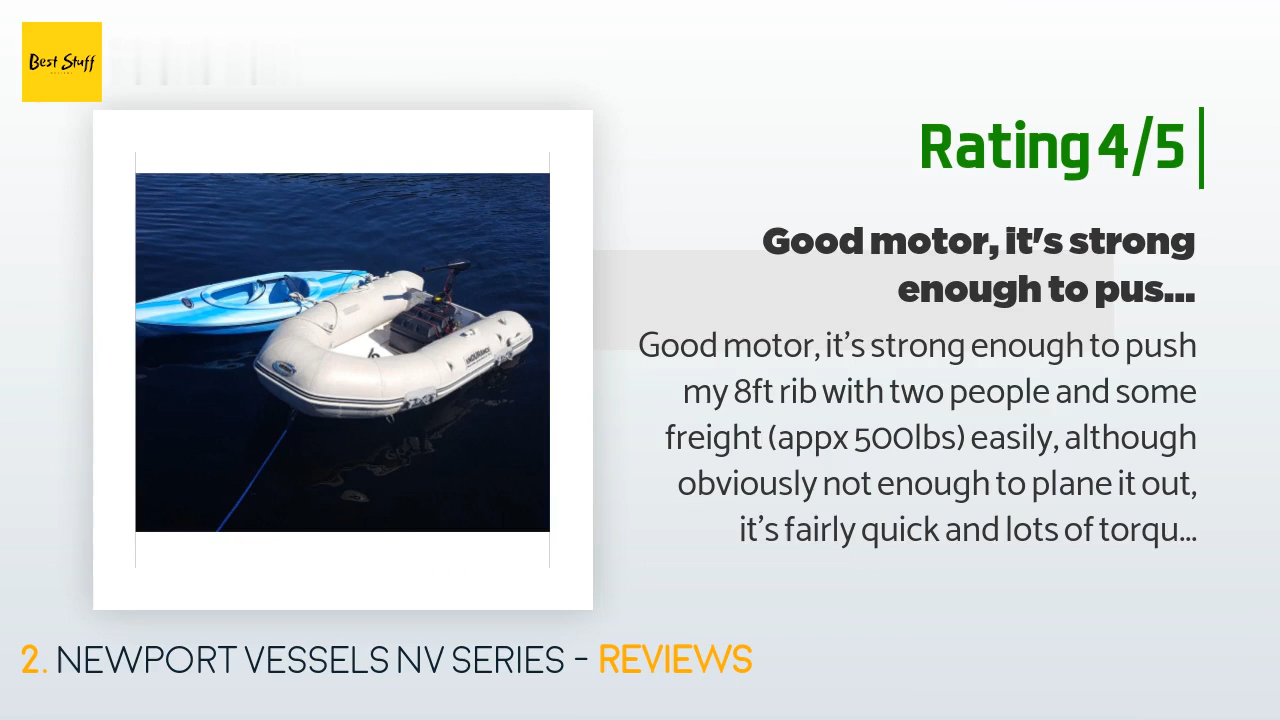 Best Stuff
Rating 4/5
Good motor, it's strong
enough to pus...
Good motor, it's strong enough to push
my 8ft rib with two people and some
freight (appx 500lbs) easily, although
obviously not enough to plane it out,
it's fairly quick and lots of torqu...
2. NEWPORT VESSELS NV SERIES - REVIEWS